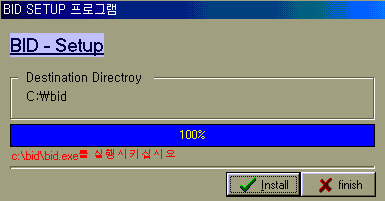 BID SETUP 프로그램
BID - Setup
Destination Directroy
C:₩bid
100%
c:\bid\bid.exe를 실행시키십시요
Install
finish